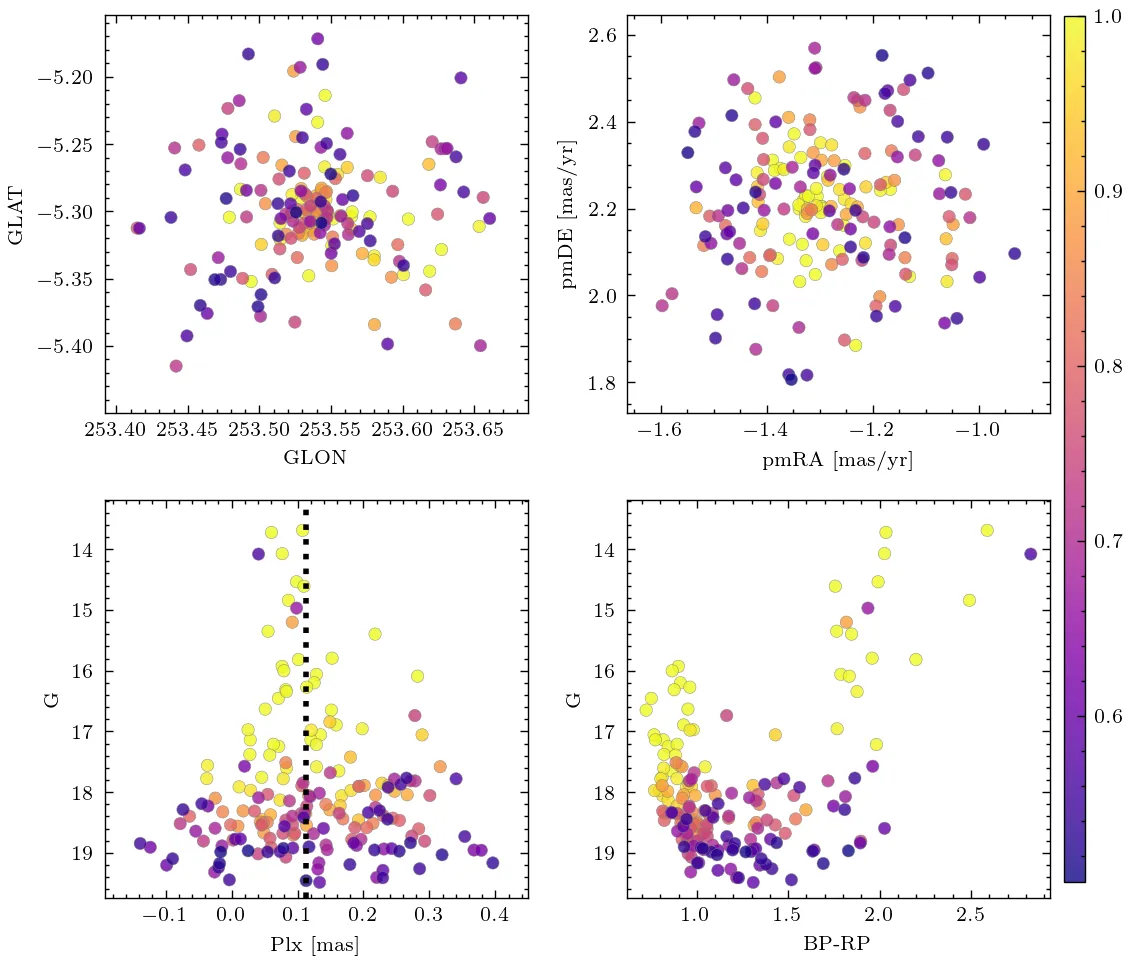 −5.20
−5.25
−5.30
−5.35
−5.40
GLAT
253.40 253.45 253.50 253.55 253.60 253.65
GLON
2.6
2.4
2.2
2.0
1.8
pmDE [mas/yr]
−1.6 −1.4 −1.2 −1.0
pmRA [mas/yr]
1.0
0.9
0.8
0.7
0.6
14
15
16
17
18
19
G
−0.1 0.0 0.1 0.2 0.3 0.4
Plx [mas]
14
15
16
17
18
19
G
1.0 1.5 2.0 2.5
BP-RP